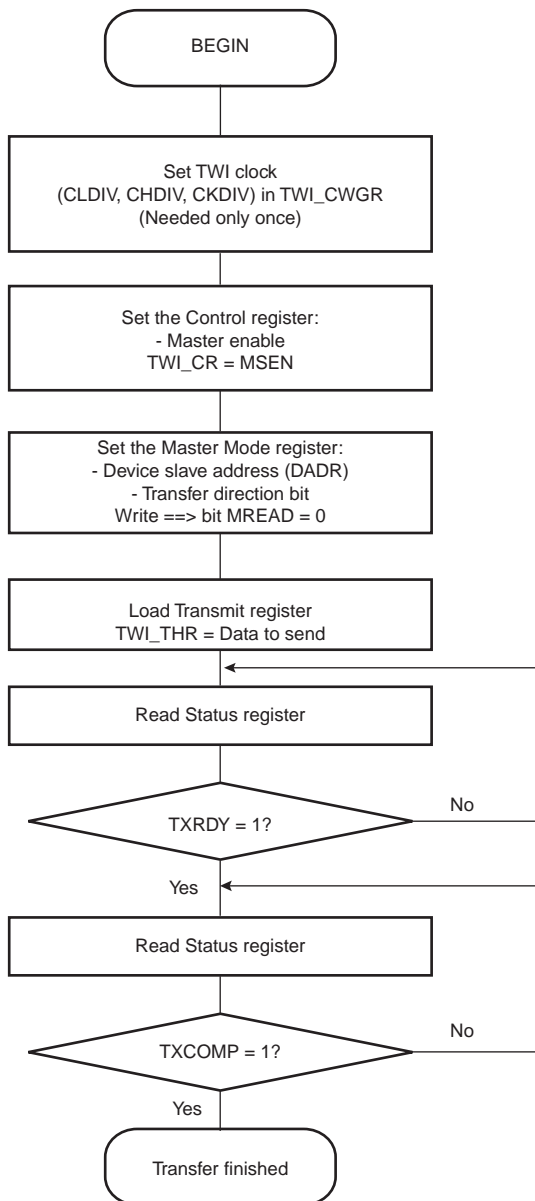 BEGIN
Set TWI clock
(CLDIV, CHDIV, CKDIV) in TWI_CWGR
(Needed only once)
Set the Control register:
- Master enable
TWI_CR = MSEN
Set the Master Mode register:
- Device slave address (DADR)
- Transfer direction bit
Write ==> bit MREAD = 0
Load Transmit register
TWI_THR = Data to send
Read Status register
TXRDY = 1?
No
Yes
Read Status register
TXCOMP = 1?
No
Yes
Transfer finished